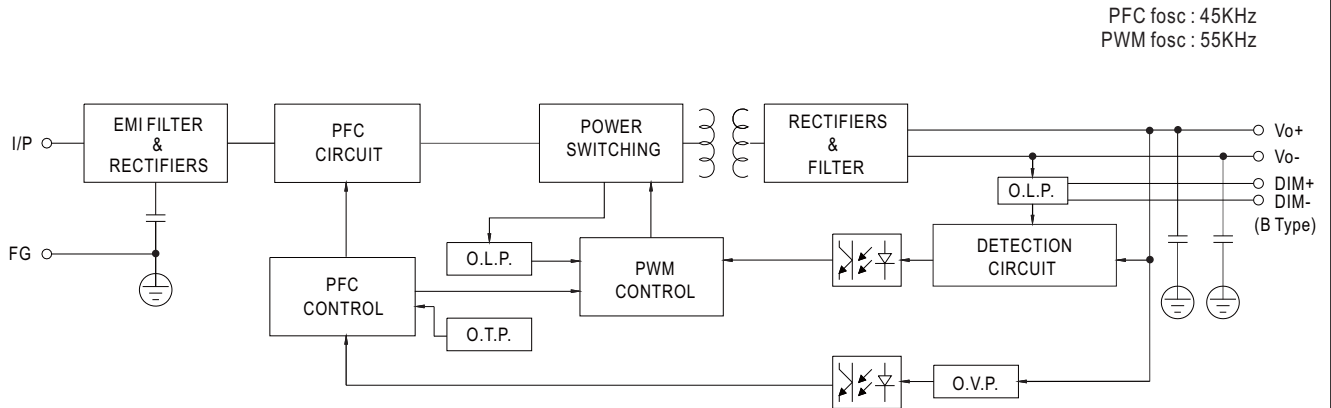 PFC fosc : 45KHz
PWM fosc : 55KHz
I/P
EMI FILTER
&
RECTIFIERS
PFC
CIRCUIT
POWER
SWITCHING
RECTIFIERS
&
FILTER
Vo+
Vo-
DIM+
DIM-
(B Type)
O.L.P.
DETECTION
CIRCUIT
FG
O.L.P.
PWM
CONTROL
PFC
CONTROL
O.T.P.
O.V.P.